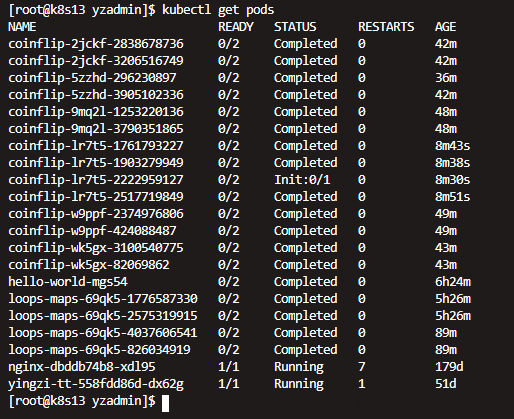 [root@k8s13 yzadmin]$ kubectl get pods
NAME READY STATUS RESTARTS AGE
coinflip-2jckf-2838678736 0/2 Completed 0 42m
coinflip-2jckf-3206516749 0/2 Completed 0 42m
coinflip-5zzhd-296230897 0/2 Completed 0 36m
coinflip-5zzhd-3905102336 0/2 Completed 0 42m
coinflip-9mq2l-1253220136 0/2 Completed 0 48m
coinflip-9mq2l-3790351865 0/2 Completed 0 48m
coinflip-lr7t5-1761793227 0/2 Completed 0 8m43s
coinflip-lr7t5-1903279949 0/2 Completed 0 8m38s
coinflip-lr7t5-2222959127 0/2 Init:0/1 0 8m30s
coinflip-lr7t5-2517719849 0/2 Completed 0 8m51s
coinflip-w9ppf-2374976806 0/2 Completed 0 49m
coinflip-w9ppf-424088487 0/2 Completed 0 49m
coinflip-wk5gx-3100540775 0/2 Completed 0 43m
coinflip-wk5gx-82069862 0/2 Completed 0 43m
hello-world-mgs54 0/2 Completed 0 6h24m
loops-maps-69qk5-1776587330 0/2 Completed 0 5h26m
loops-maps-69qk5-2575319915 0/2 Completed 0 5h26m
loops-maps-69qk5-4037606541 0/2 Completed 0 89m
loops-maps-69qk5-826034919 0/2 Completed 0 89m
nginx-dbddb74b8-xdl95 1/1 Running 7 179d
yingzi-tt-558fdd86d-dx62g 1/1 Running 1 51d
[root@k8s13 yzadmin]$